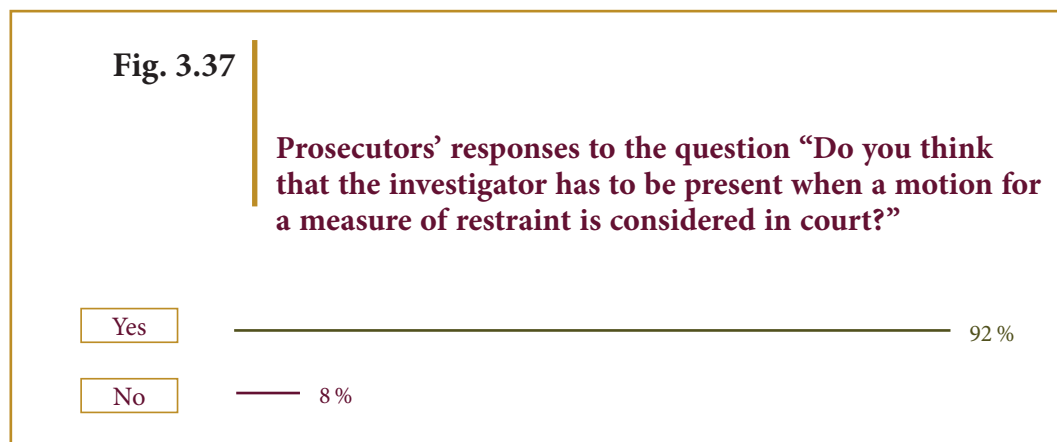 Fig. 3.37
Prosecutors’ responses to the question “Do you think
that the investigator has to be present when a motion for
a measure of restraint is considered in court?”
Yes 92 %
No 8 %